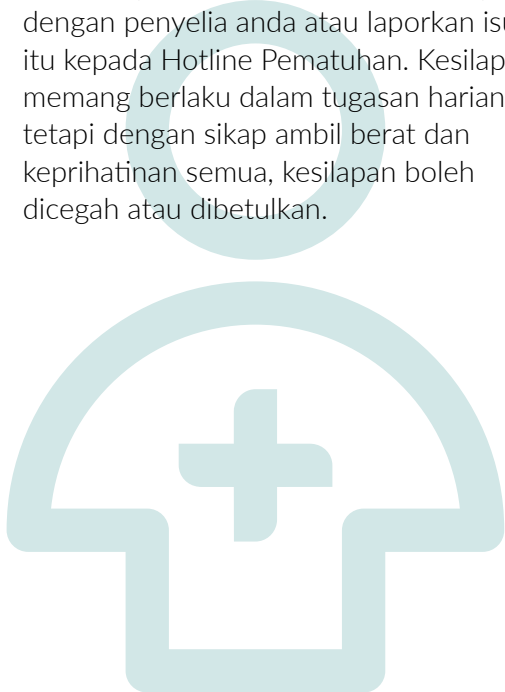 dengan penyelia anda atau laporkan isu
itu kepada Hotline Pematuhan. Kesilap
memang berlaku dalam tugasan harian
tetapi dengan sikap ambil berat dan
keprihatinan semua, kesilapan boleh
dicegah atau dibetulkan.